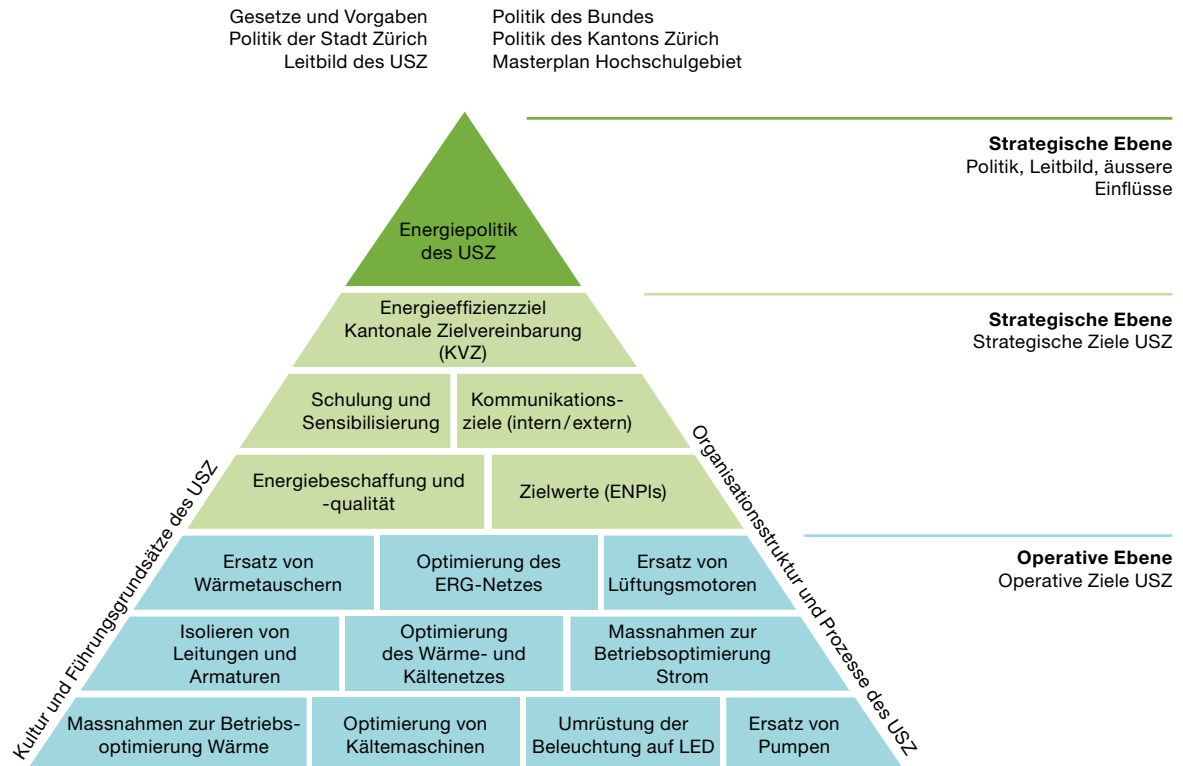 Gesetze und Vorgaben
Politik der Stadt Zürich
Leitbild des USZ
Politik des Bundes
Politik des Kantons Zürich
Masterplan Hochschulgebiet
Strategische Ebene
Politik, Leitbild, äussere
Einflüsse
Energiepolitik
des USZ
Strategische Ebene
Strategische Ziele USZ
Energieeffizienzziel
Kantonale Zielvereinbarung
(KVZ)
Schulung und
Sensibilisierung
Kommunikations-
ziele (intern/extern)
Energiebeschaffung und
-qualität
Zielwerte (ENPIs)
Kultur und Führungsgrundsätze des USZ
Organisationsstruktur und Prozesse des USZ
Operative Ebene
Operative Ziele USZ
Ersatz von
Wärmetauschern
Optimierung des
ERG-Netzes
Ersatz von
Lüftungsmotoren
Isolieren von
Leitungen und
Armaturen
Optimierung
des Wärme- und
Kältenetzes
Massnahmen zur
Betriebsoptimierung
Strom
Massnahmen zur Betriebs-
optimierung Wärme
Optimierung von
Kältemaschinen
Umrüstung der
Beleuchtung auf LED
Ersatz von
Pumpen